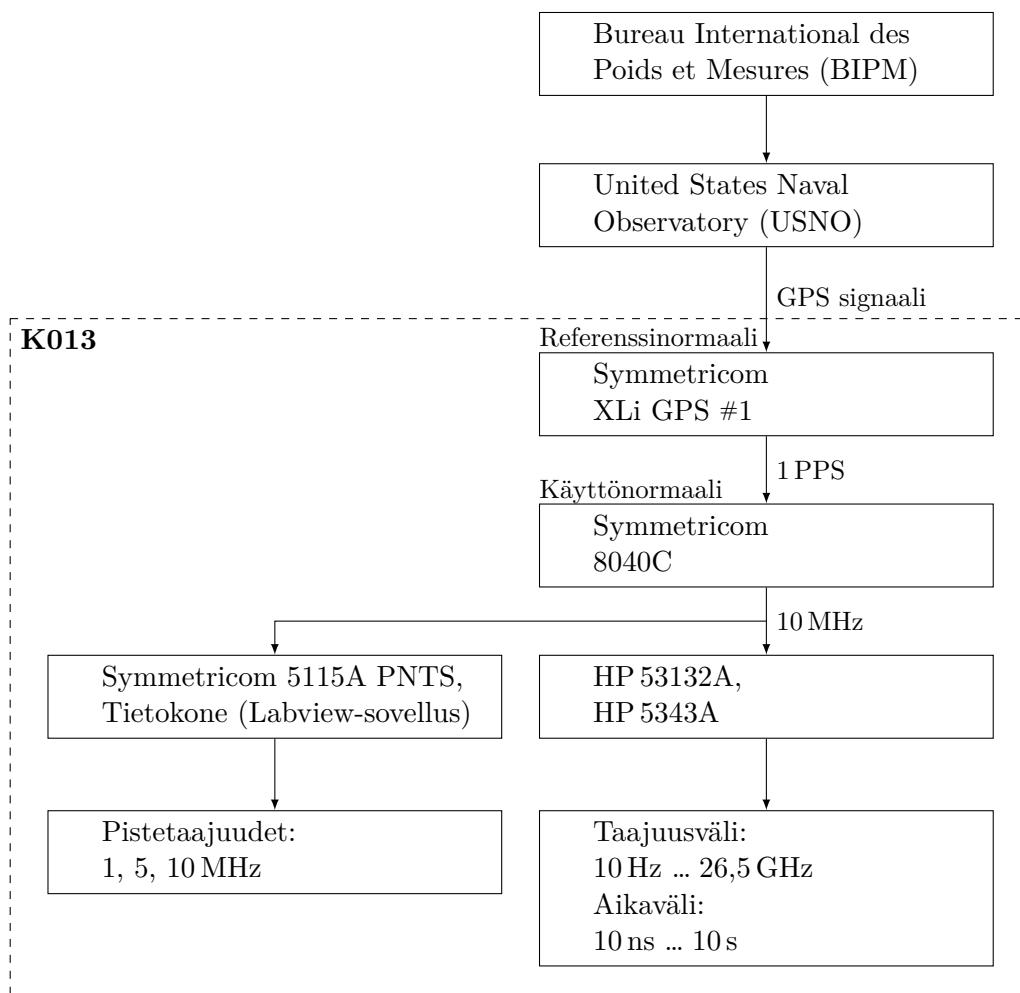 Bureau International des
Poids et Mesures (BIPM)
United States Naval
Observatory (USNO)
GPS signaali
K013
Referenssinormaali
Symmetricom
XLi GPS #1
1 PPS
Käyttönormaali
Symmetricom
8040C
10 MHz
Symmetricom 5115A PNTS,
Tietokone (Labview-sovellus)
HP 53132A,
HP 5343A
Pistetaajuudet:
1, 5, 10 MHz
Taajuusväli:
10 Hz ... 26,5 GHz
Aikaväli:
10 ns ... 10 s